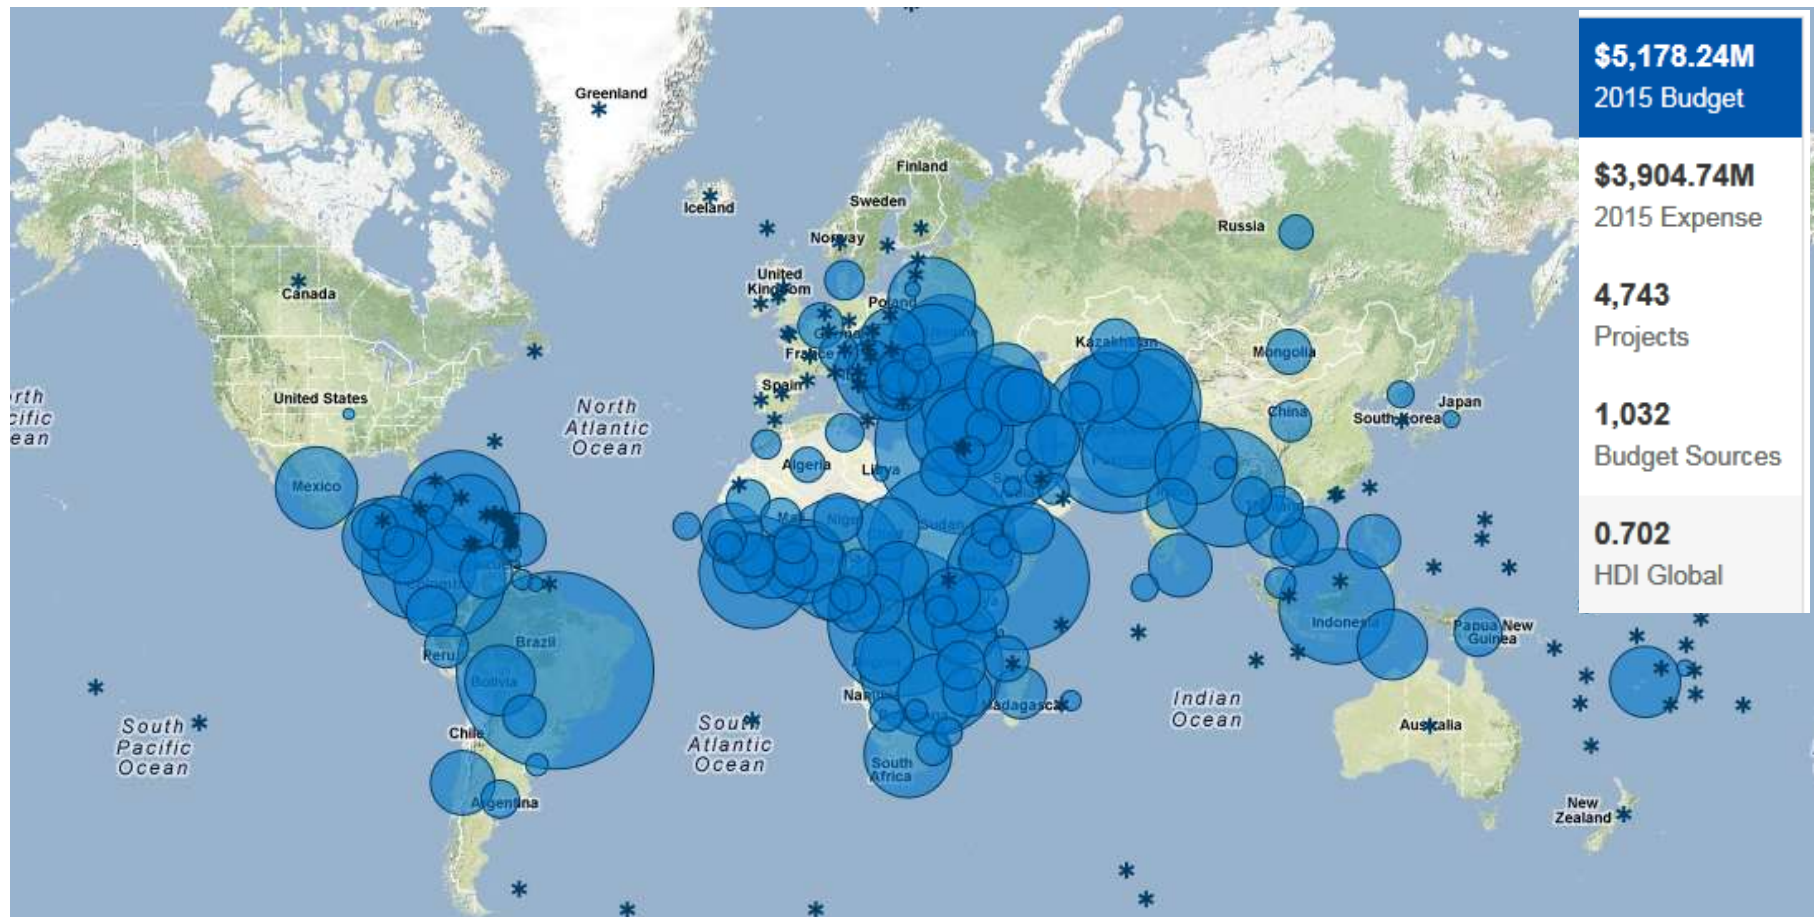 Greenland
Finland
Iceland
Sweden
Norway
Russia
Canada
United
Kingdom
Poland
France
Kazakhstan
Mongolia
United States
Spain
China
South Korea
Japan
North
Atlantic
Ocean
Mexico
Algeria
Libya
Sudan
Brazil
Peru
Bolivia
Indonesia
Papua New
Guinea
Madagascar
Indian
Ocean
South
Pacific
Ocean
Chile
South
Atlantic
Ocean
Australia
South
Africa
Argentina
New
Zealand
$5,178.24M
2015 Budget
$3,904.74M
2015 Expense
4,743
Projects
1,032
Budget Sources
0.702
HDI Global